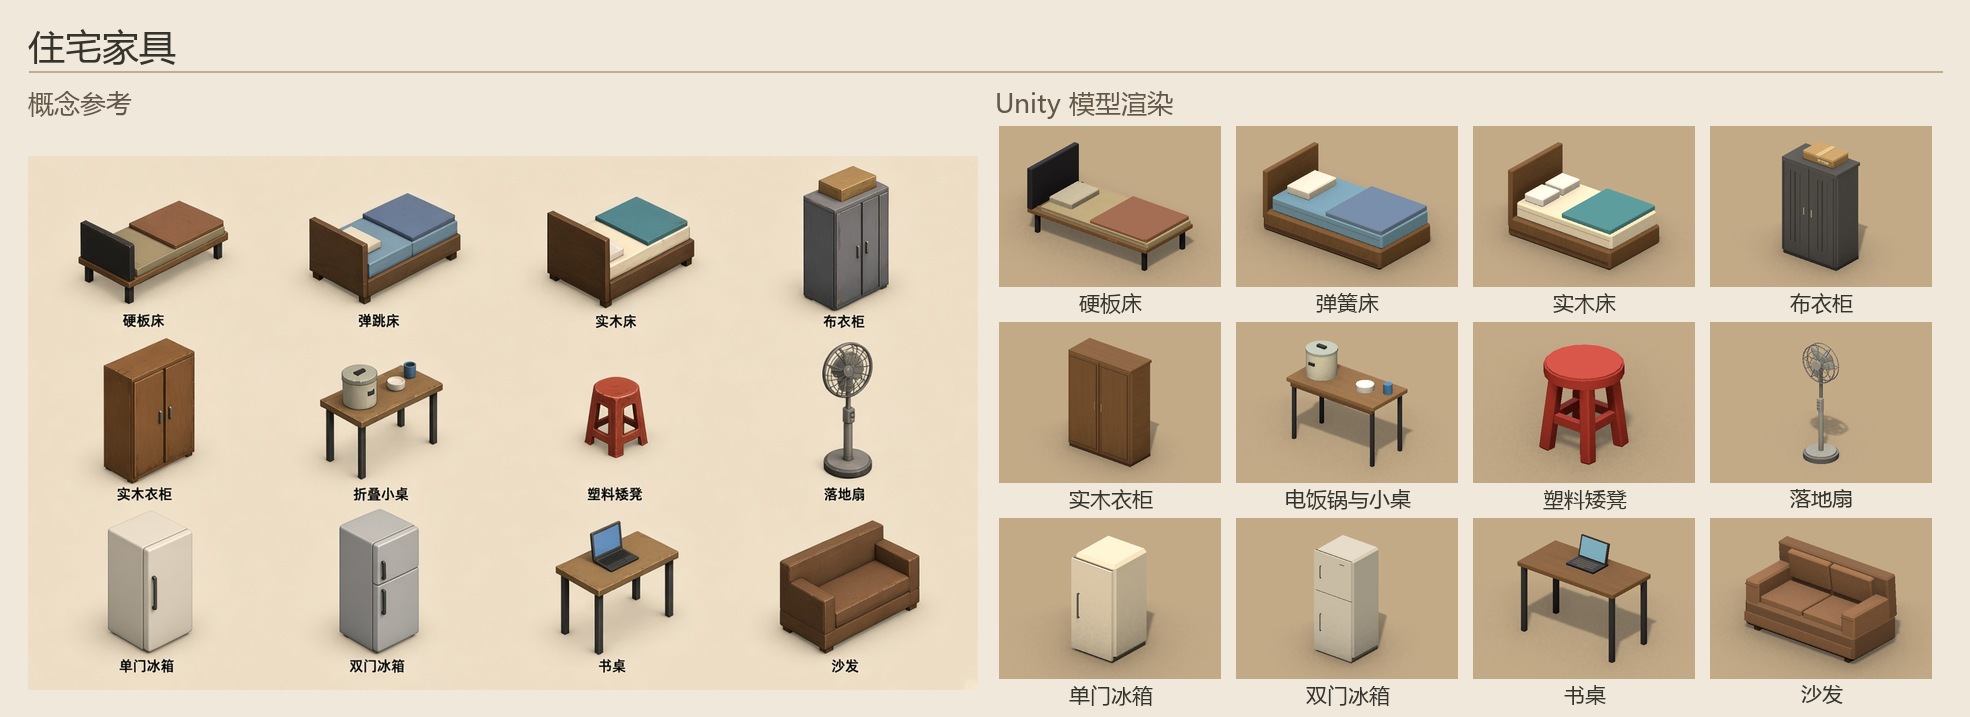 住宅家具
概念参考
硬板床 弹跳床 实木床 布衣柜
实木衣柜 折叠小桌 塑料矮凳 落地扇
单门冰箱 双门冰箱 书桌 沙发
Unity 模型渲染
硬板床 弹簧床 实木床 布衣柜
实木衣柜 电饭锅与小桌 塑料矮凳 落地扇
单门冰箱 双门冰箱 书桌 沙发